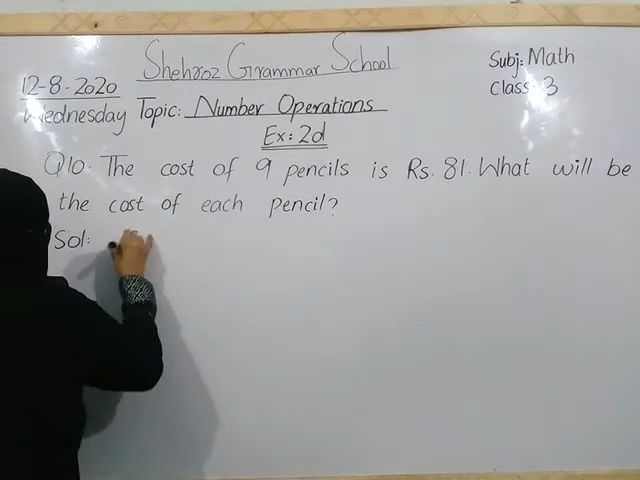 Shehroz Grammar School
Subj: Math
12-8-2020
Class: 3
Wednesday Topic: Number Operations
Ex: 2d
Q10. The cost of 9 pencils is Rs. 81. What will be
the cost of each pencil?
Sol: